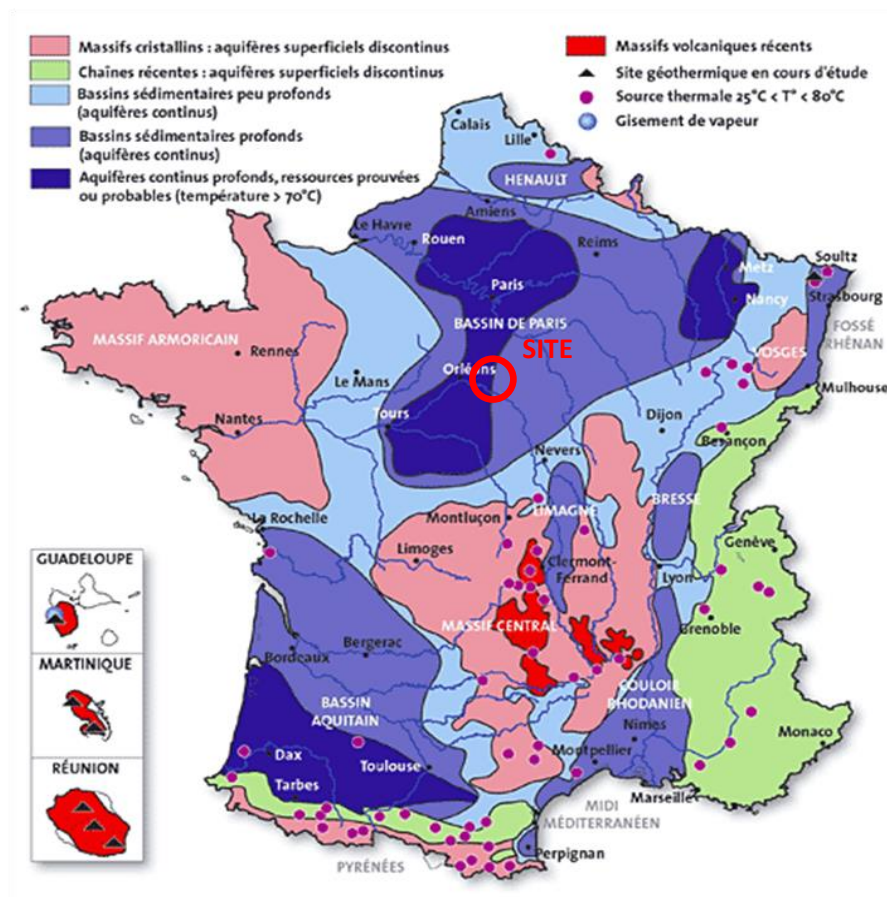 Massifs cristallins : aquifères superficiels discontinus
Chaînes récentes : aquifères superficiels discontinus
Bassins sédimentaires peu profonds
(aquifères continus)
Bassins sédimentaires profonds
(aquifères continus)
Aquifères continus profonds, ressources prouvées
ou probables (température > 70°C)
Massifs volcaniques récents
Site géothermique en cours d'étude
Source thermale 25°C < T° < 80°C
Gisement de vapeur
Calais
Lille
HENAULT
Amiens
Le Havre
Rouen
Reims
Metz
Soultz
Paris
Nancy
Strasbourg
BASSIN DE PARIS
FOSSÉ
RHÉNAN
MASSIF ARMORICAIN
Rennes
SITE
VOSGES
Orléans
Le Mans
Mulhouse
Tours
Dijon
Nantes
Besançon
Nevers
BRESSE
La Rochelle
Montluçon
LIMAGNE
Genève
Limoges
Clermont-
Ferrand
Lyon
GUADELOUPE
MASSIF CENTRAL
Grenoble
Bergerac
Bordeaux
MARTINIQUE
COULOIR
RHODANIEN
BASSIN
AQUITAIN
Nîmes
Monaco
Dax
Toulouse
Montpellier
RÉUNION
Tarbes
Marseille
MIDI
MÉDITERRANÉEN
PYRÉNÉES
Perpignan